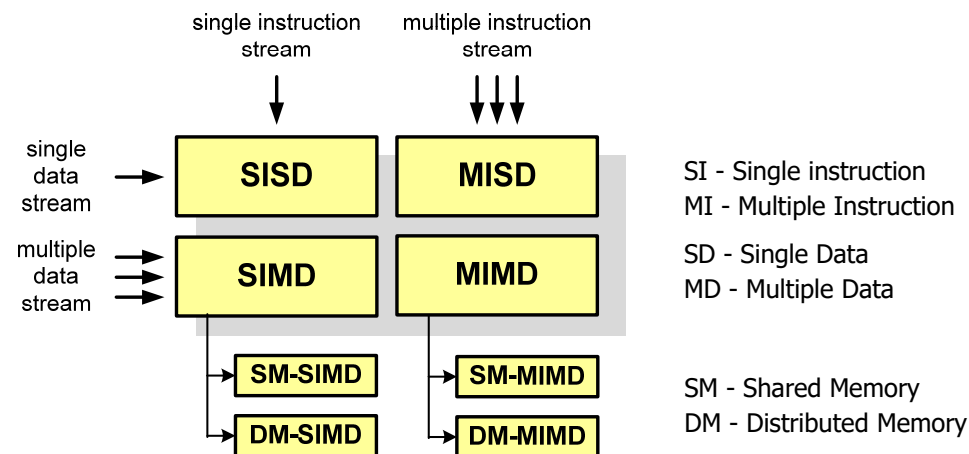 single instruction
stream
multiple instruction
stream
single
data
stream
SISD
MISD
SI - Single instruction
MI - Multiple Instruction
multiple
data
stream
SIMD
MIMD
SD - Single Data
MD - Multiple Data
SM-SIMD
SM-MIMD
SM - Shared Memory
DM-SIMD
DM-MIMD
DM - Distributed Memory